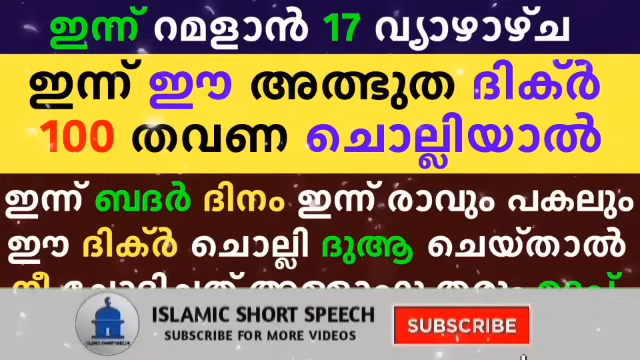 ഇന്ന് റമളാൻ 17 വ്യാഴാഴ്ച
ഇന്ന് ഈ അത്ഭുത ദിക്ർ
100 തവണ ചൊല്ലിയാൽ
ഇന്ന് ബദർ ദിനം ഇന്ന് രാവും പകലും
ഈ ദിക്ർ ചൊല്ലി ദുആ ചെയ്താൽ
ISLAMIC SHORT SPEECH
SUBSCRIBE FOR MORE VIDEOS
SUBSCRIBE